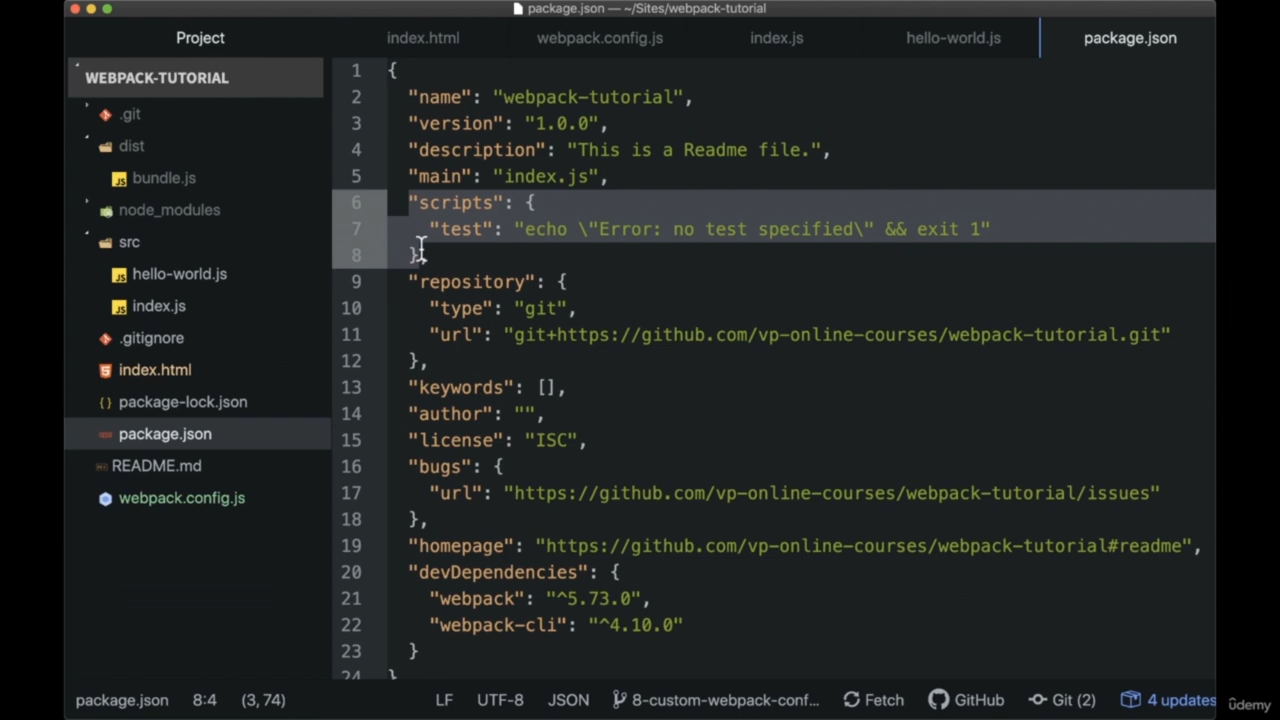 package.json — ~/Sites/webpack-tutorial
Project
index.html
webpack.config.js
index.js
hello-world.js
package.json
WEBPACK-TUTORIAL
.git
dist
bundle.js
node_modules
src
hello-world.js
index.js
.gitignore
index.html
package-lock.json
package.json
README.md
webpack.config.js
1 {
2 "name": "webpack-tutorial",
3 "version": "1.0.0",
4 "description": "This is a Readme file.",
5 "main": "index.js",
6 "scripts": {
7 "test": "echo \"Error: no test specified\" && exit 1"
8 },
9 "repository": {
10 "type": "git",
11 "url": "git+https://github.com/vp-online-courses/webpack-tutorial.git"
12 },
13 "keywords": [],
14 "author": "",
15 "license": "ISC",
16 "bugs": {
17 "url": "https://github.com/vp-online-courses/webpack-tutorial/issues"
18 },
19 "homepage": "https://github.com/vp-online-courses/webpack-tutorial#readme",
20 "devDependencies": {
21 "webpack": "^5.73.0",
22 "webpack-cli": "^4.10.0"
23 }
24 }
package.json 8:4 (3, 74) LF UTF-8 JSON 8-custom-webpack-conf... Fetch GitHub Git (2) 4 updates
udemy